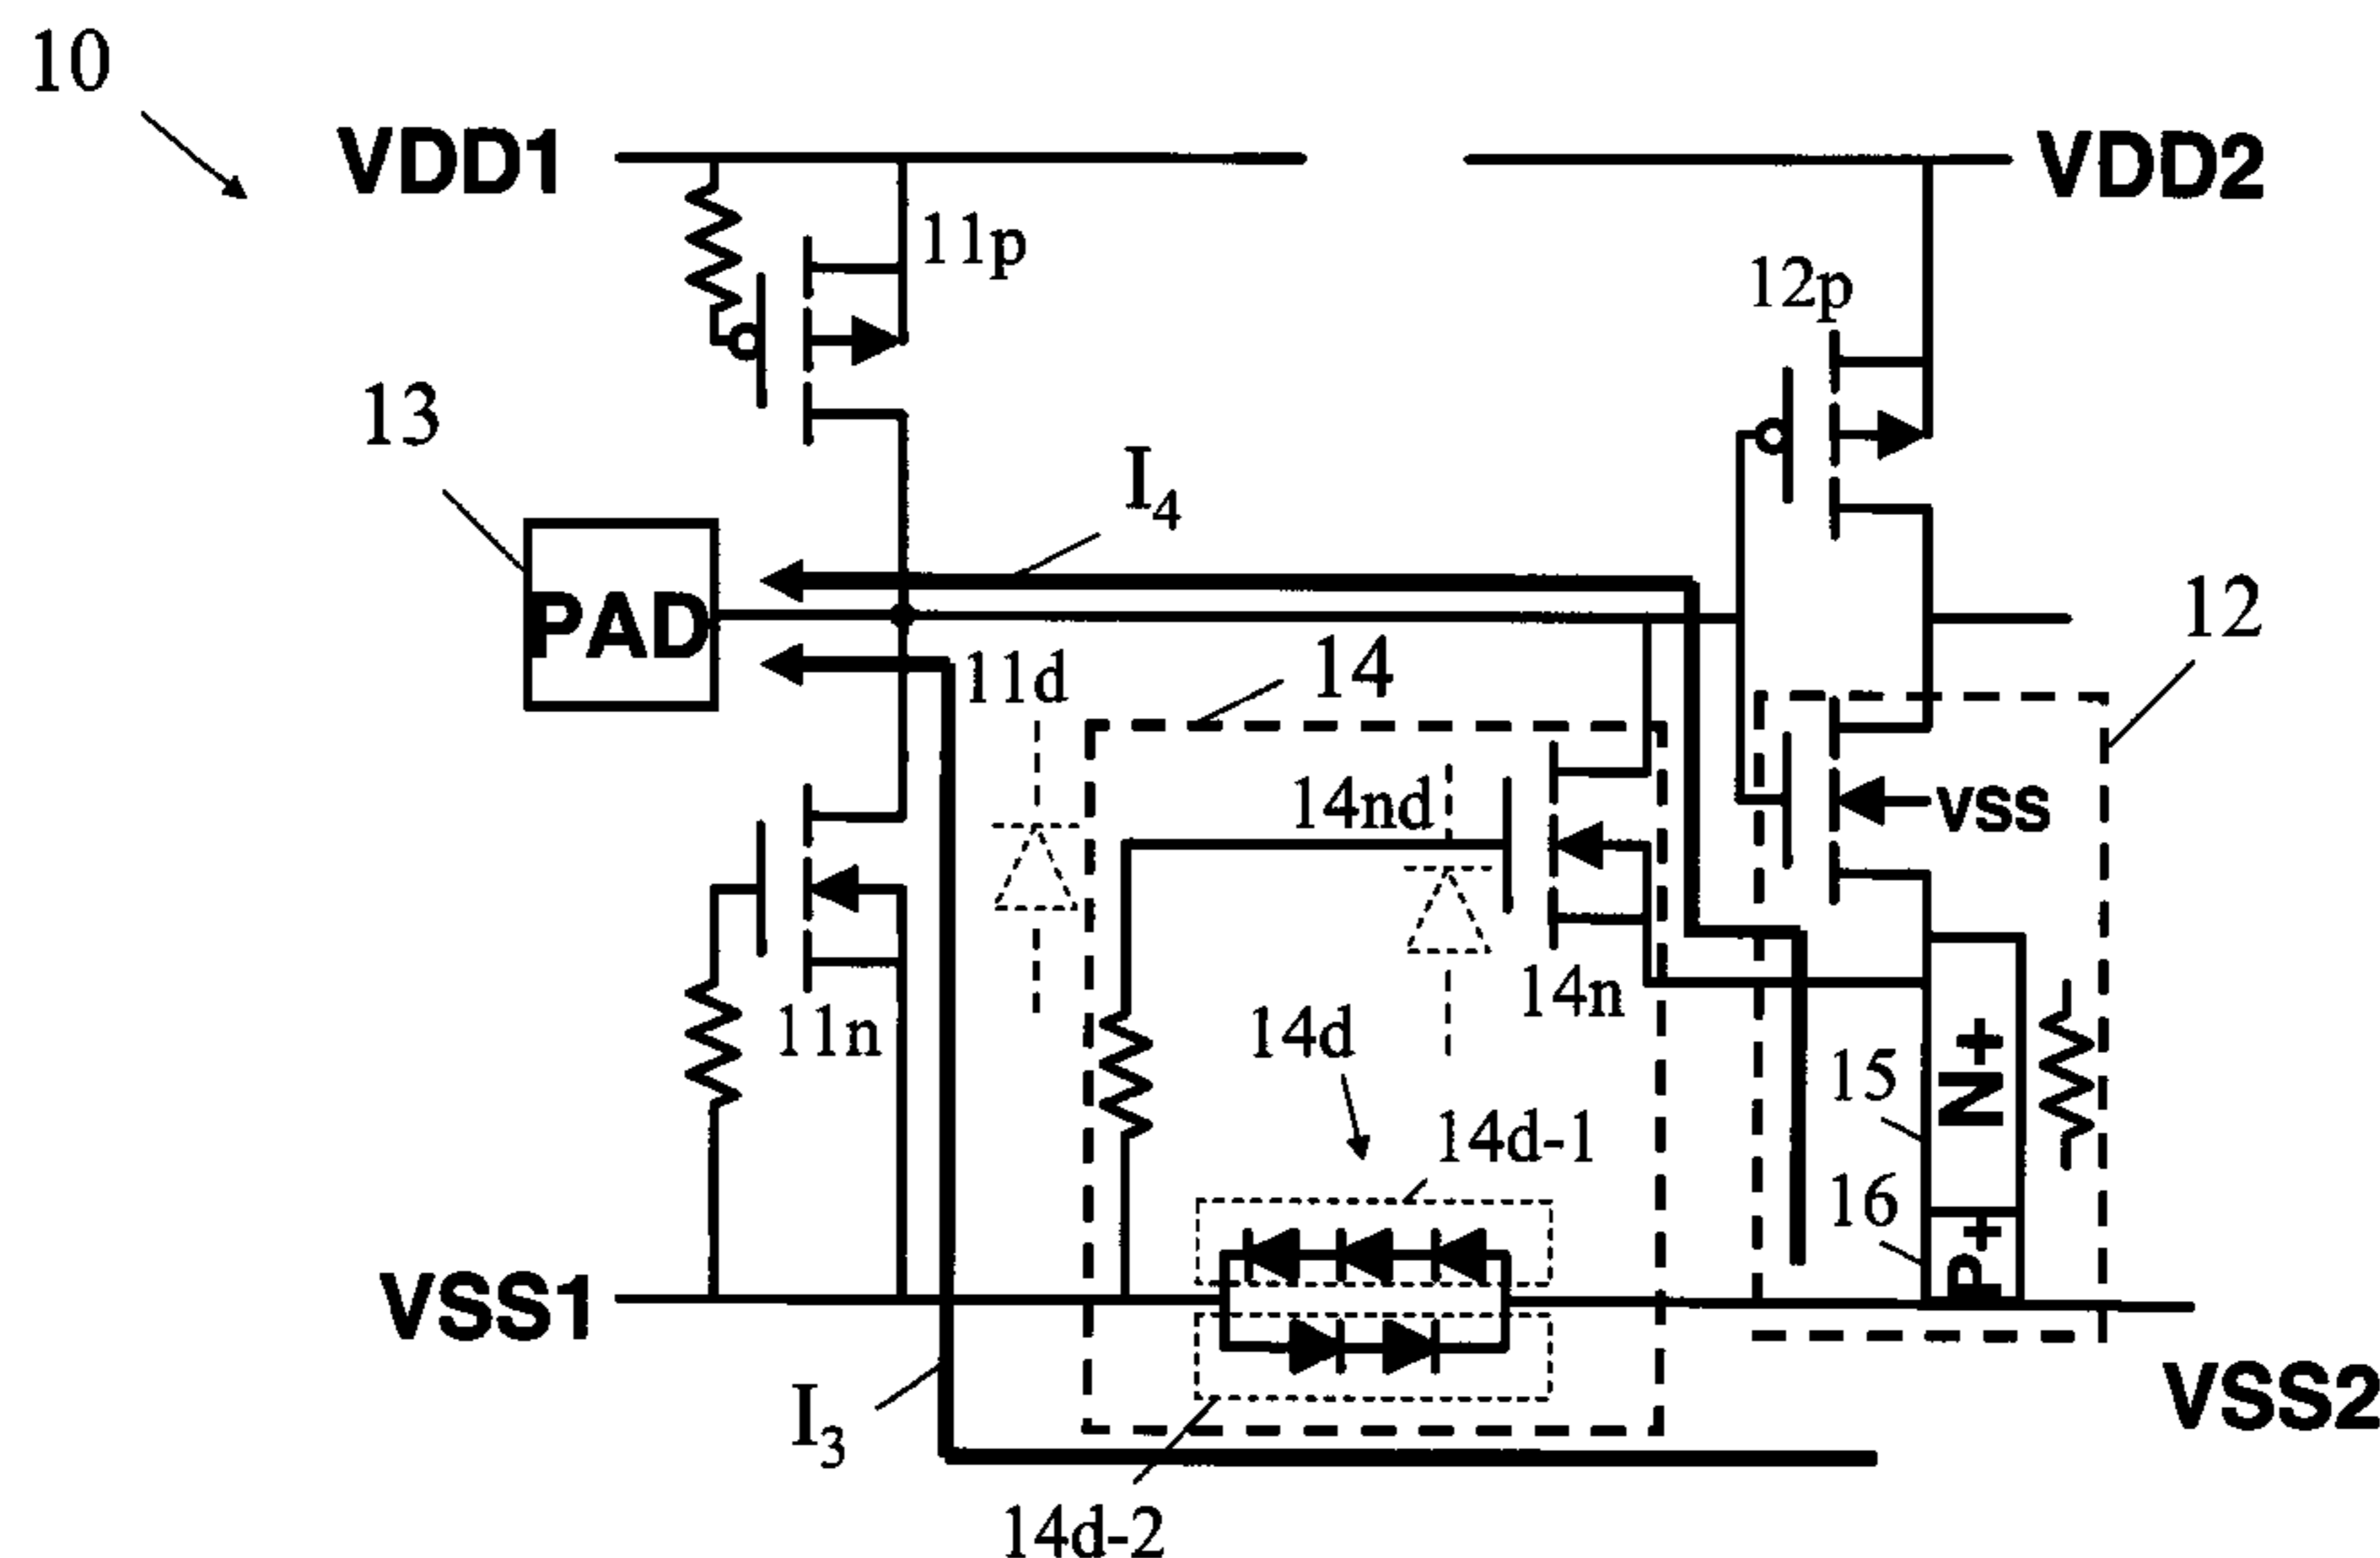 10
VDD1
VDD2
11p
12p
13
I4
PAD
12
11d
14
14nd
VSS
14n
11n
14d
15
N+
14d-1
16
P+
VSS1
VSS2
I3
14d-2